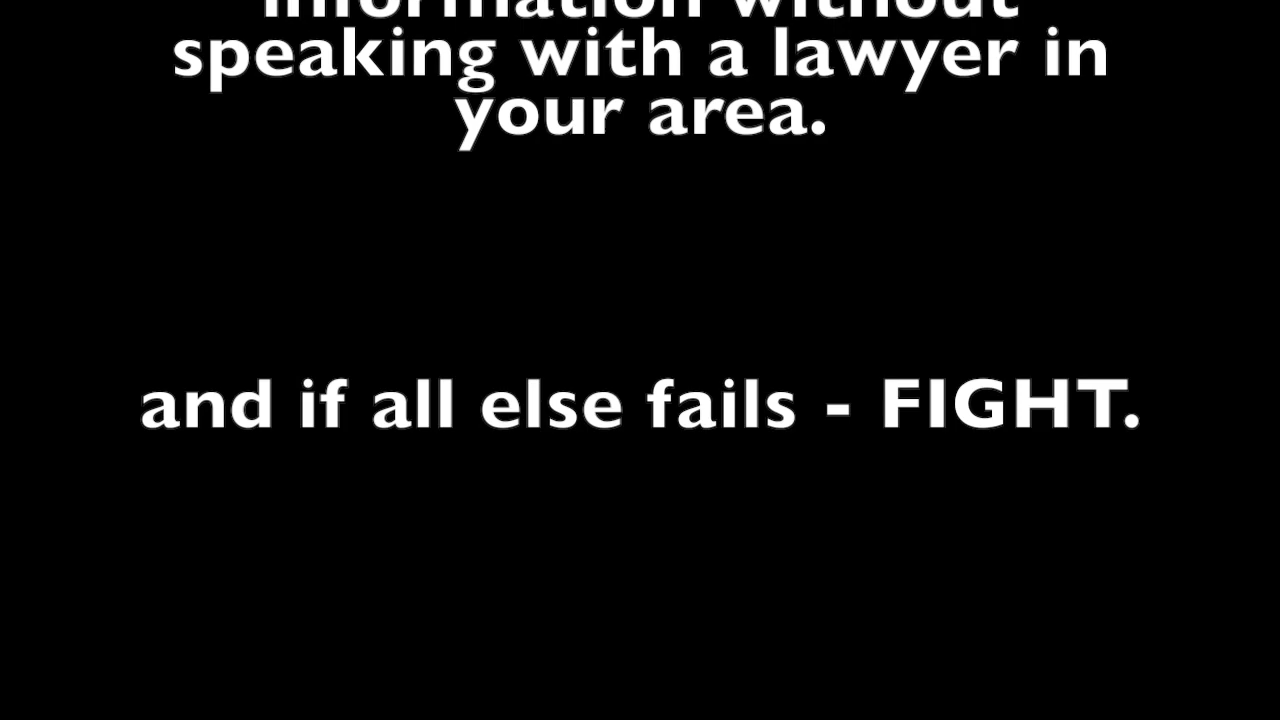 information without
speaking with a lawyer in
your area.
and if all else fails - FIGHT.